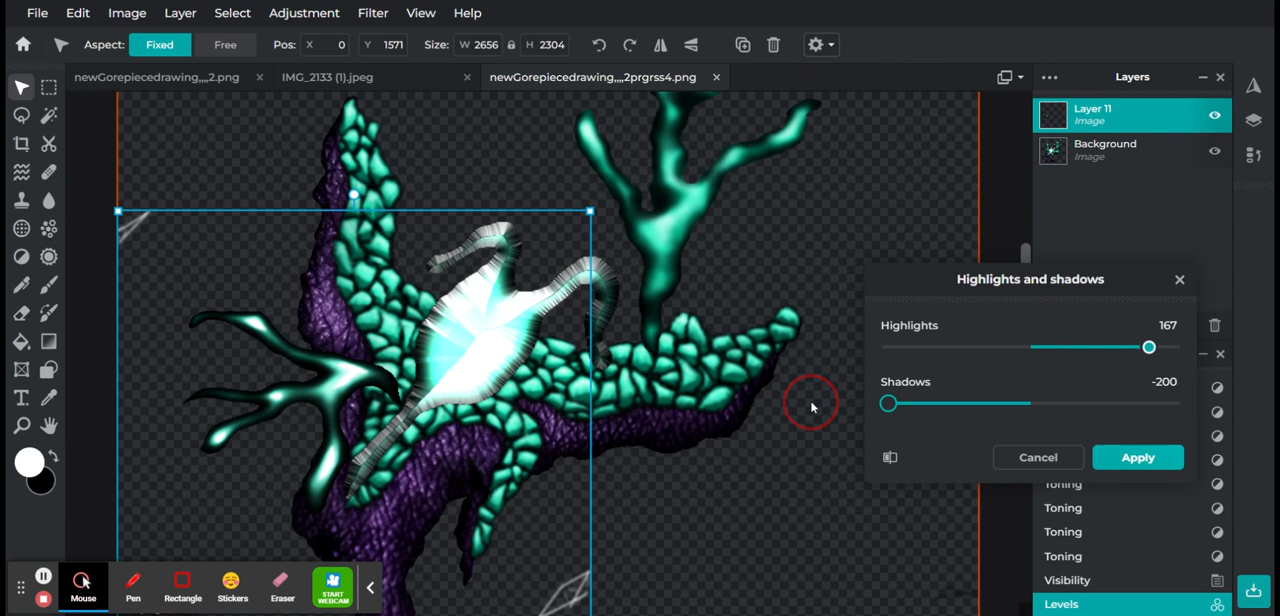 File Edit Image Layer Select Adjustment Filter View Help
Aspect: Fixed Free Pos: X 0 Y 1571 Size: W 2656 H 2304
newGorepiecedrawing,,,,2.png IMG_2133 (1).jpeg newGorepiecedrawing,,,,2prgrss4.png
Layers
Layer 11
Image
Background
Image
Highlights and shadows
Highlights 167
Shadows -200
Cancel Apply
Toning
Toning
Toning
Toning
Visibility
Levels
Mouse Pen Rectangle Stickers Eraser
START
WEBCAM